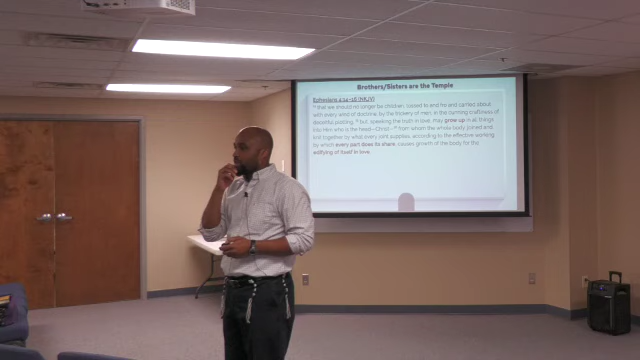 Brothers/Sisters are the Temple
Ephesians 4:14-16 (NKJV)
14 that we should no longer be children, tossed to and fro and carried about
with every wind of doctrine, by the trickery of men, in the cunning craftiness of
deceitful plotting, 15 but, speaking the truth in love, may grow up in all things
into Him who is the head—Christ— 16 from whom the whole body, joined and
knit together by what every joint supplies, according to the effective working
by which every part does its share, causes growth of the body for the
edifying of itself in love.